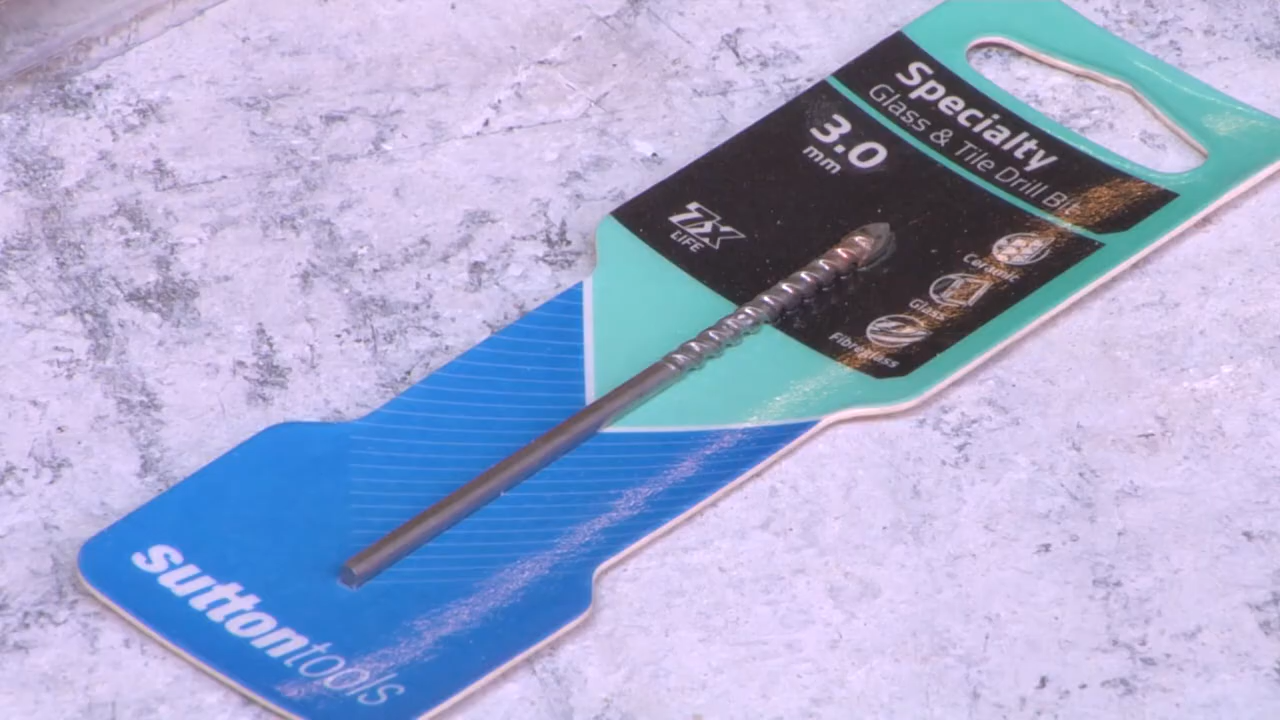 Specialty
Glass & Tile Drill Bit
3.0
mm
7X
LIFE
Ceramic
Glass
Fibreglass
suttontools